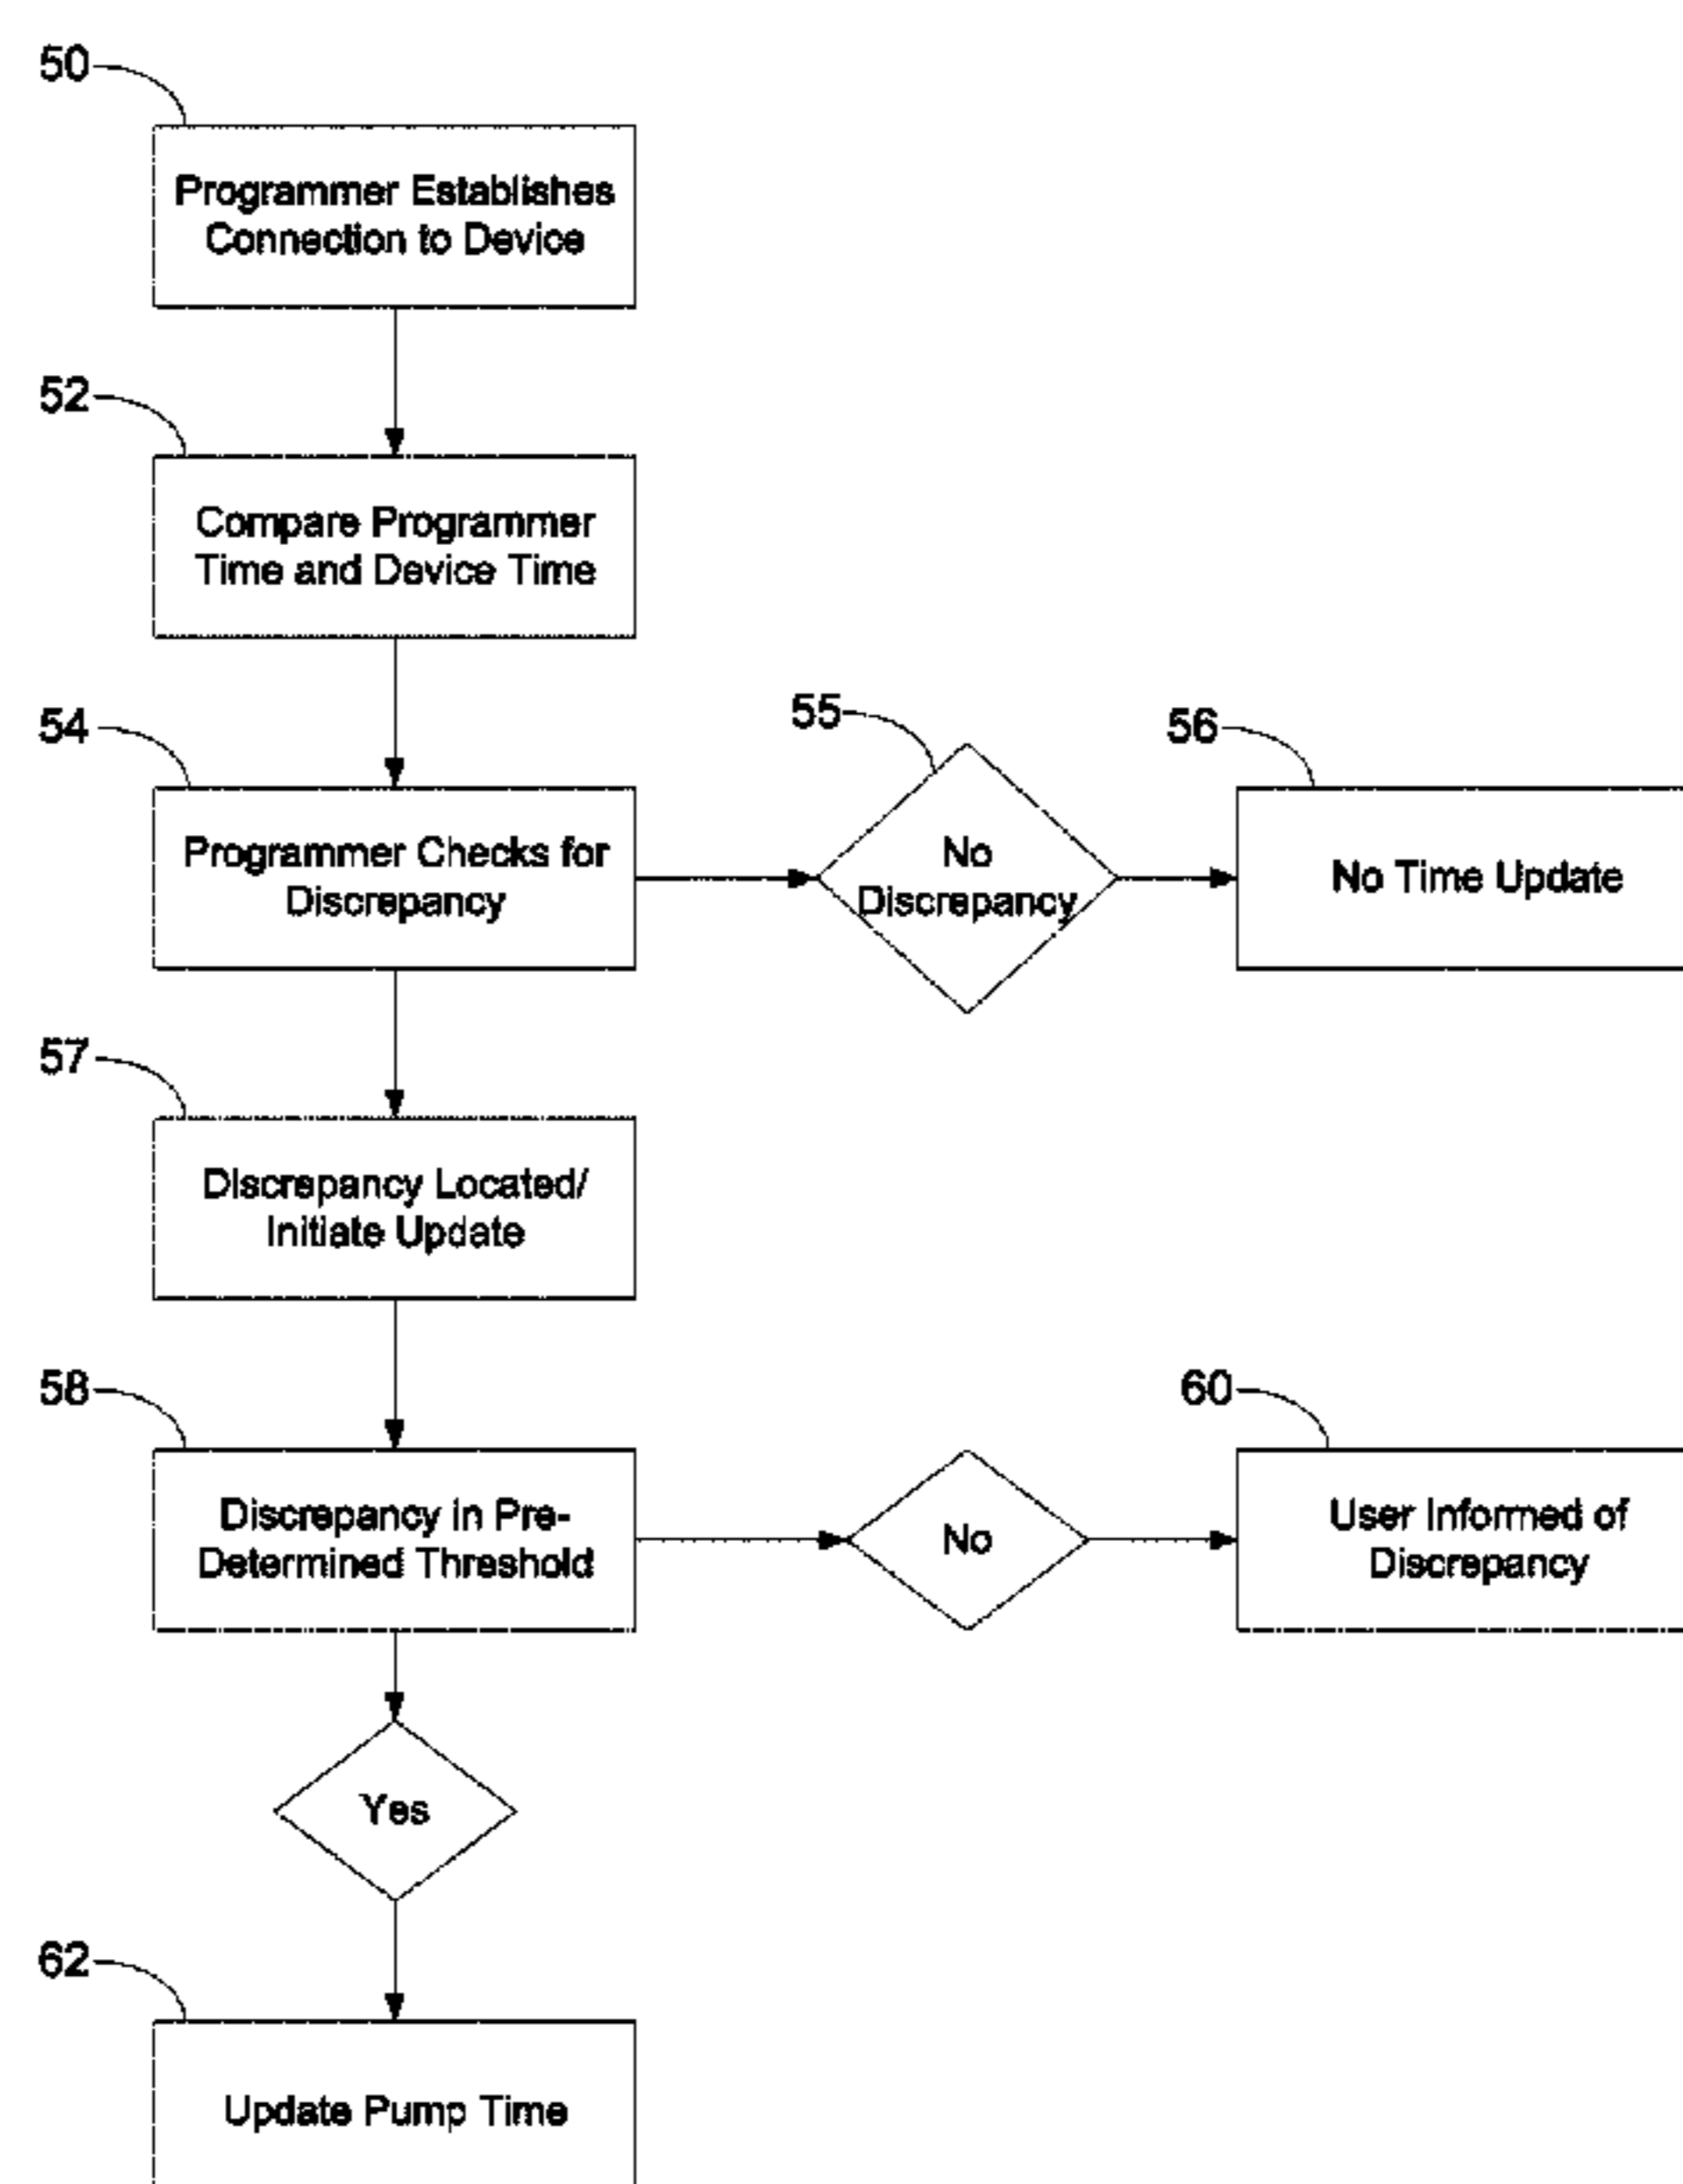 50
Programmer Establishes
Connection to Device
52
Compare Programmer
Time and Device Time
54
Programmer Checks for
Discrepancy
55
No
Discrepancy
56
No Time Update
57
Discrepancy Located/
Initiate Update
58
Discrepancy in Pre-
Determined Threshold
No
60
User Informed of
Discrepancy
Yes
62
Update Pump Time